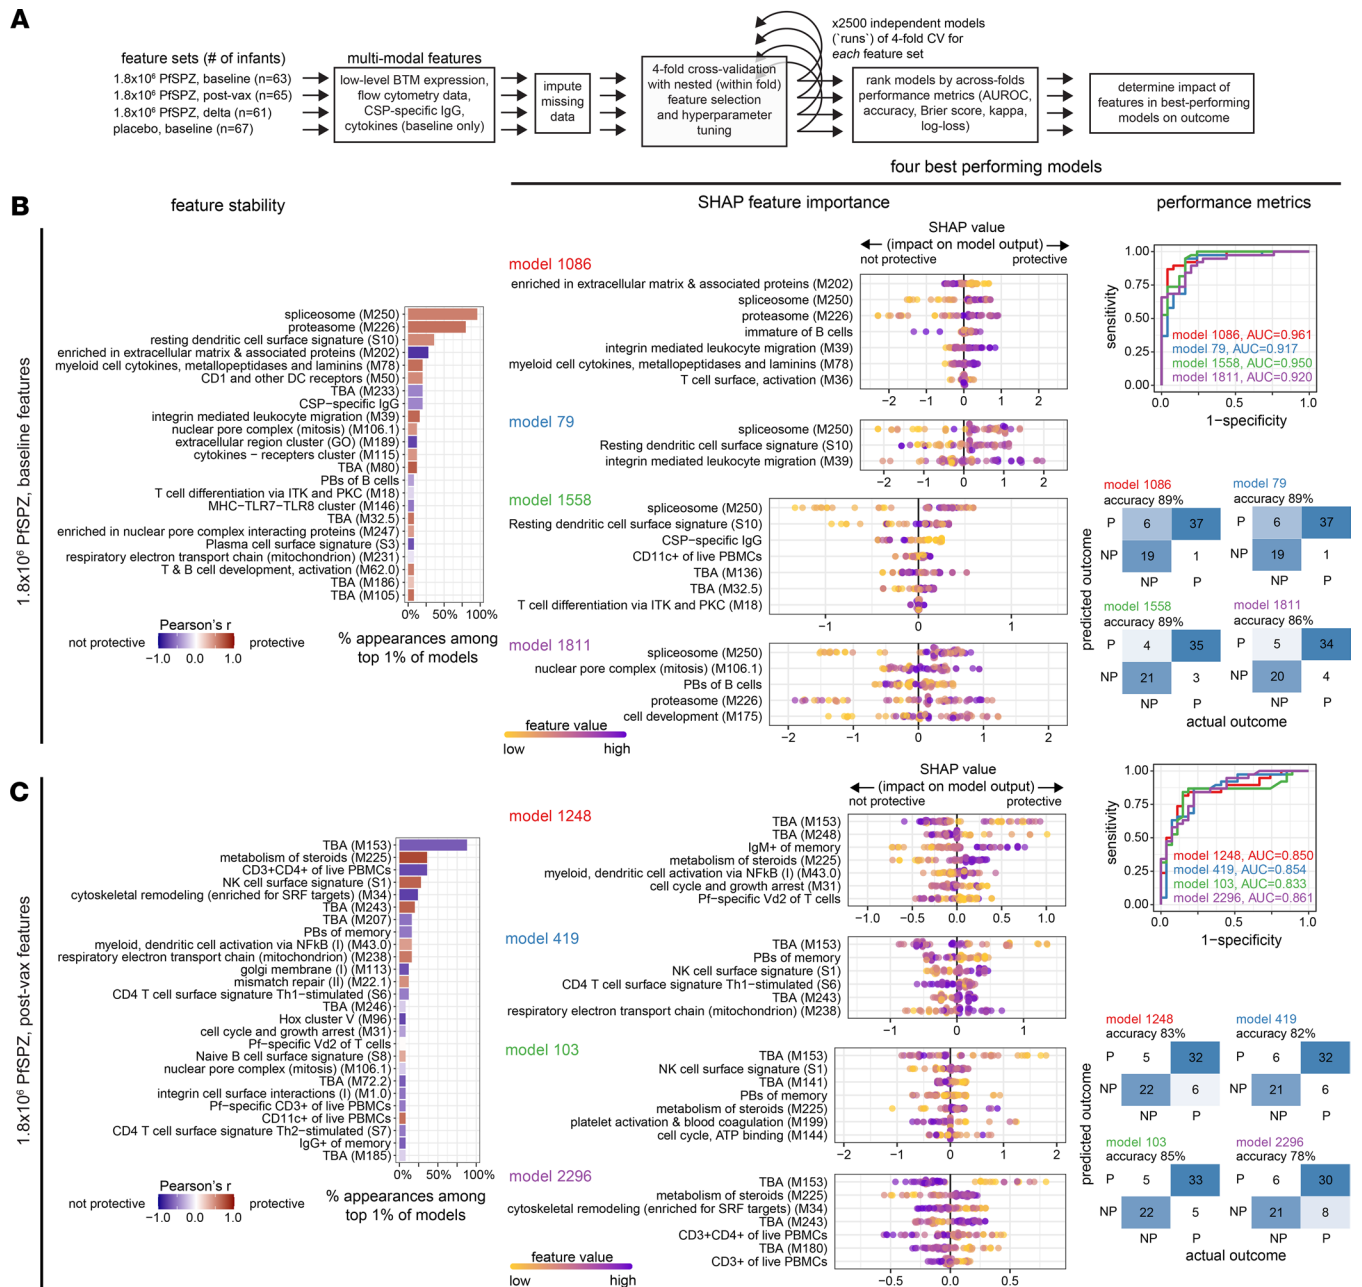 A
feature sets (# of infants)
1.8x10⁶ PfSPZ, baseline (n=63)
1.8x10⁶ PfSPZ, post-vax (n=65)
1.8x10⁶ PfSPZ, delta (n=61)
placebo, baseline (n=67)
multi-modal features
low-level BTM expression,
flow cytometry data,
CSP-specific IgG,
cytokines (baseline only)
impute
missing
data
4-fold cross-validation
with nested (within fold)
feature selection
and hyperparameter
tuning
x2500 independent models
(`runs`) of 4-fold CV for
each feature set
rank models by across-folds
performance metrics (AUROC,
accuracy, Brier score, kappa,
log-loss)
determine impact of
features in best-performing
models on outcome
four best performing models
B
feature stability
SHAP feature importance
performance metrics
1.8x10⁶ PfSPZ, baseline features
spliceosome (M250)
proteasome (M226)
resting dendritic cell surface signature (S10)
enriched in extracellular matrix & associated proteins (M202)
myeloid cell cytokines, metallopeptidases and laminins (M78)
CD1 and other DC receptors (M50)
TBA (M233)
CSP−specific IgG
integrin mediated leukocyte migration (M39)
nuclear pore complex (mitosis) (M106.1)
extracellular region cluster (GO) (M189)
cytokines − recepters cluster (M115)
TBA (M80)
PBs of B cells
T cell differentiation via ITK and PKC (M18)
MHC−TLR7−TLR8 cluster (M146)
TBA (M32.5)
enriched in nuclear pore complex interacting proteins (M247)
Plasma cell surface signature (S3)
respiratory electron transport chain (mitochondrion) (M231)
T & B cell development, activation (M62.0)
TBA (M186)
TBA (M105)
0% 50% 100%
% appearances among
top 1% of models
Pearson's r
not protective
protective
−1.0 0.0 1.0
SHAP value
(impact on model output)
not protective protective
model 1086
enriched in extracellular matrix & associated proteins (M202)
spliceosome (M250)
proteasome (M226)
immature of B cells
integrin mediated leukocyte migration (M39)
myeloid cell cytokines, metallopeptidases and laminins (M78)
T cell surface, activation (M36)
−2 −1 0 1 2
model 79
spliceosome (M250)
Resting dendritic cell surface signature (S10)
integrin mediated leukocyte migration (M39)
−2 −1 0 1 2
model 1558
spliceosome (M250)
Resting dendritic cell surface signature (S10)
CSP−specific IgG
CD11c+ of live PBMCs
TBA (M136)
TBA (M32.5)
T cell differentiation via ITK and PKC (M18)
−1 0 1
model 1811
spliceosome (M250)
nuclear pore complex (mitosis) (M106.1)
PBs of B cells
proteasome (M226)
cell development (M175)
−2 −1 0 1 2
feature value
low high
sensitivity
1.00
0.75
0.50
0.25
0.00
model 1086, AUC=0.961
model 79, AUC=0.917
model 1558, AUC=0.950
model 1811, AUC=0.920
0.0 0.5 1.0
1−specificity
predicted outcome
model 1086
accuracy 89%
P 6 37
NP 19 1
NP P
model 79
accuracy 89%
6 37
19 1
NP P
model 1558
accuracy 89%
P 4 35
NP 21 3
NP P
model 1811
accuracy 86%
5 34
20 4
NP P
actual outcome
C
1.8x10⁶ PfSPZ, post-vax features
TBA (M153)
metabolism of steroids (M225)
CD3+CD4+ of live PBMCs
NK cell surface signature (S1)
cytoskeletal remodeling (enriched for SRF targets) (M34)
TBA (M243)
TBA (M207)
PBs of memory
myeloid, dendritic cell activation via NFkB (I) (M43.0)
respiratory electron transport chain (mitochondrion) (M238)
golgi membrane (I) (M113)
mismatch repair (II) (M22.1)
CD4 T cell surface signature Th1−stimulated (S6)
TBA (M246)
Hox cluster V (M96)
cell cycle and growth arrest (M31)
Pf−specific Vd2 of T cells
Naive B cell surface signature (S8)
nuclear pore complex (mitosis) (M106.1)
TBA (M72.2)
integrin cell surface interactions (I) (M1.0)
Pf−specific CD3+ of live PBMCs
CD11c+ of live PBMCs
CD4 T cell surface signature Th2−stimulated (S7)
IgG+ of memory
TBA (M185)
0% 50% 100%
% appearances among
top 1% of models
Pearson's r
not protective
protective
−1.0 0.0 1.0
SHAP value
(impact on model output)
not protective protective
model 1248
TBA (M153)
TBA (M248)
IgM+ of memory
metabolism of steroids (M225)
myeloid, dendritic cell activation via NFkB (I) (M43.0)
cell cycle and growth arrest (M31)
Pf−specific Vd2 of T cells
−1.0 −0.5 0.0 0.5 1.0
model 419
TBA (M153)
PBs of memory
NK cell surface signature (S1)
CD4 T cell surface signature Th1−stimulated (S6)
TBA (M243)
respiratory electron transport chain (mitochondrion) (M238)
−1 0 1
model 103
TBA (M153)
NK cell surface signature (S1)
TBA (M141)
PBs of memory
metabolism of steroids (M225)
platelet activation & blood coagulation (M199)
cell cycle, ATP binding (M144)
−2 −1 0 1 2
model 2296
TBA (M153)
metabolism of steroids (M225)
cytoskeletal remodeling (enriched for SRF targets) (M34)
TBA (M243)
CD3+CD4+ of live PBMCs
TBA (M180)
CD3+ of live PBMCs
−0.5 0.0 0.5
feature value
low high
sensitivity
1.00
0.75
0.50
0.25
0.00
model 1248, AUC=0.850
model 419, AUC=0.854
model 103, AUC=0.833
model 2296, AUC=0.861
0.0 0.5 1.0
1−specificity
predicted outcome
model 1248
accuracy 83%
P 5 32
NP 22 6
NP P
model 419
accuracy 82%
P 6 32
NP 21 6
NP P
model 103
accuracy 85%
P 5 33
NP 22 5
NP P
model 2296
accuracy 78%
P 6 30
NP 21 8
NP P
actual outcome